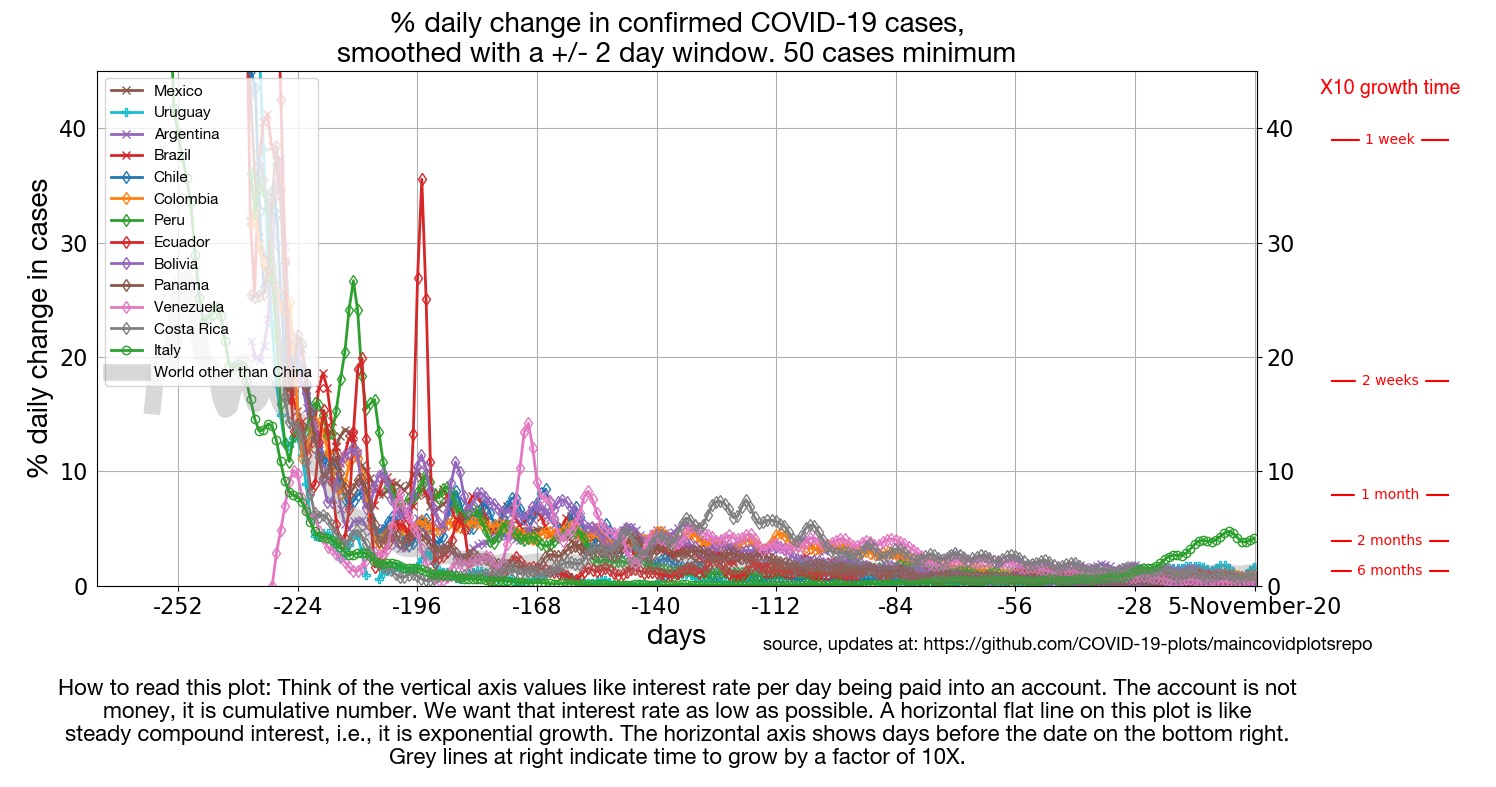 % daily change in confirmed COVID-19 cases,
smoothed with a +/- 2 day window. 50 cases minimum
% daily change in cases
40
30
20
10
0
Mexico
Uruguay
Argentina
Brazil
Chile
Colombia
Peru
Ecuador
Bolivia
Panama
Venezuela
Costa Rica
Italy
World other than China
40
30
20
10
0
X10 growth time
1 week
2 weeks
1 month
2 months
6 months
-252 -224 -196 -168 -140 -112 -84 -56 -28 5-November-20
days
source, updates at: https://github.com/COVID-19-plots/maincovidplotsrepo
How to read this plot: Think of the vertical axis values like interest rate per day being paid into an account. The account is not
money, it is cumulative number. We want that interest rate as low as possible. A horizontal flat line on this plot is like
steady compound interest, i.e., it is exponential growth. The horizontal axis shows days before the date on the bottom right.
Grey lines at right indicate time to grow by a factor of 10X.